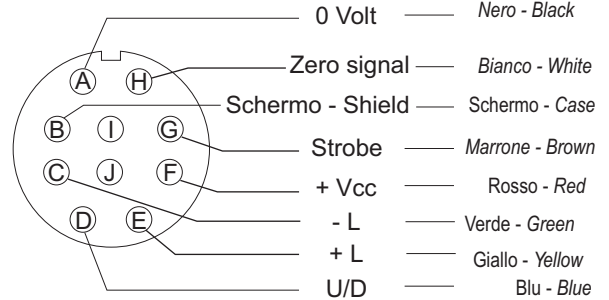 0 Volt Nero - Black
A H Zero signal Bianco - White
Schermo - Shield Schermo - Case
B I G
Strobe Marrone - Brown
C J F + Vcc Rosso - Red
- L Verde - Green
D E + L Giallo - Yellow
U/D Blu - Blue